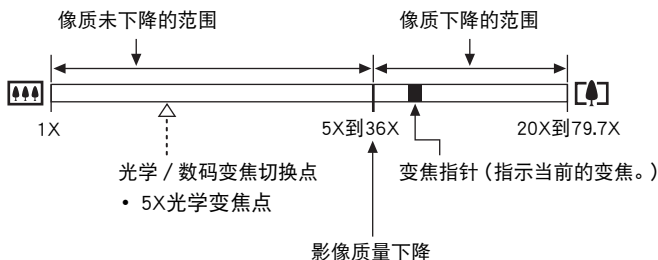 像质未下降的范围
像质下降的范围
1X
5X到36X
20X到79.7X
光学 / 数码变焦切换点
• 5X光学变焦点
变焦指针 (指示当前的变焦。)
影像质量下降